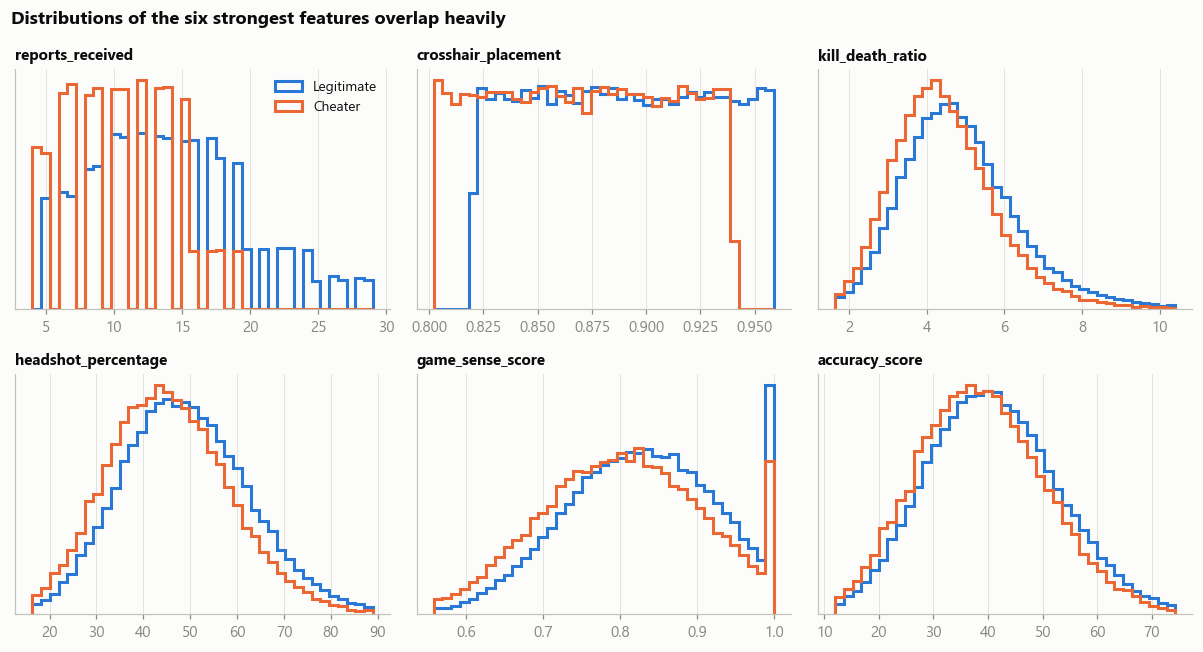 Distributions of the six strongest features overlap heavily
reports_received
Legitimate
Cheater
5 10 15 20 25 30
crosshair_placement
0.800 0.825 0.850 0.875 0.900 0.925 0.950
kill_death_ratio
2 4 6 8 10
headshot_percentage
20 30 40 50 60 70 80 90
game_sense_score
0.6 0.7 0.8 0.9 1.0
accuracy_score
10 20 30 40 50 60 70